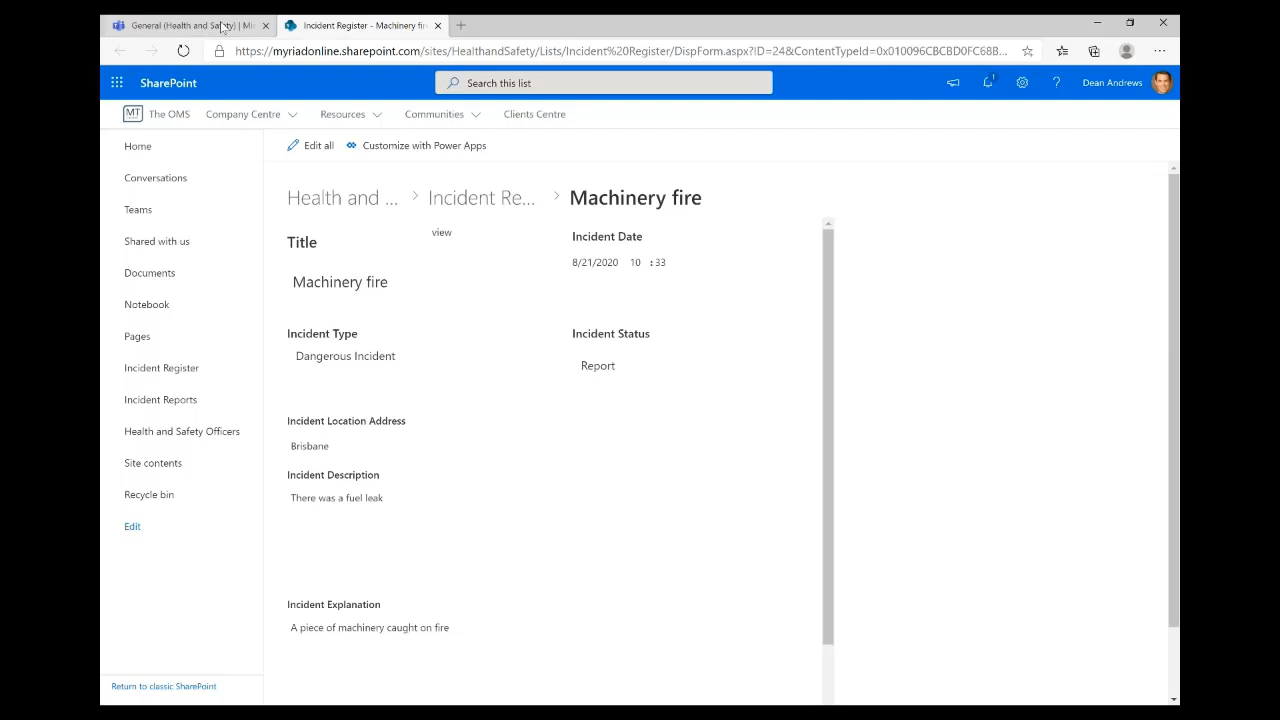 General (Health and Safety) | Mi
Incident Register - Machinery fir
https://myriadonline.sharepoint.com/sites/HealthandSafety/Lists/Incident%20Register/DispForm.aspx?ID=24&ContentTypeId=0x010096CBCBD0FC68B...
SharePoint
Search this list
1
?
Dean Andrews
MT
The OMS
Company Centre
Resources
Communities
Clients Centre
Home
Conversations
Teams
Shared with us
Documents
Notebook
Pages
Incident Register
Incident Reports
Health and Safety Officers
Site contents
Recycle bin
Edit
Return to classic SharePoint
Edit all
Customize with Power Apps
Health and ... > Incident Re... > Machinery fire
view
Title
Machinery fire
Incident Date
8/21/2020 10 :33
Incident Type
Dangerous Incident
Incident Status
Report
Incident Location Address
Brisbane
Incident Description
There was a fuel leak
Incident Explanation
A piece of machinery caught on fire